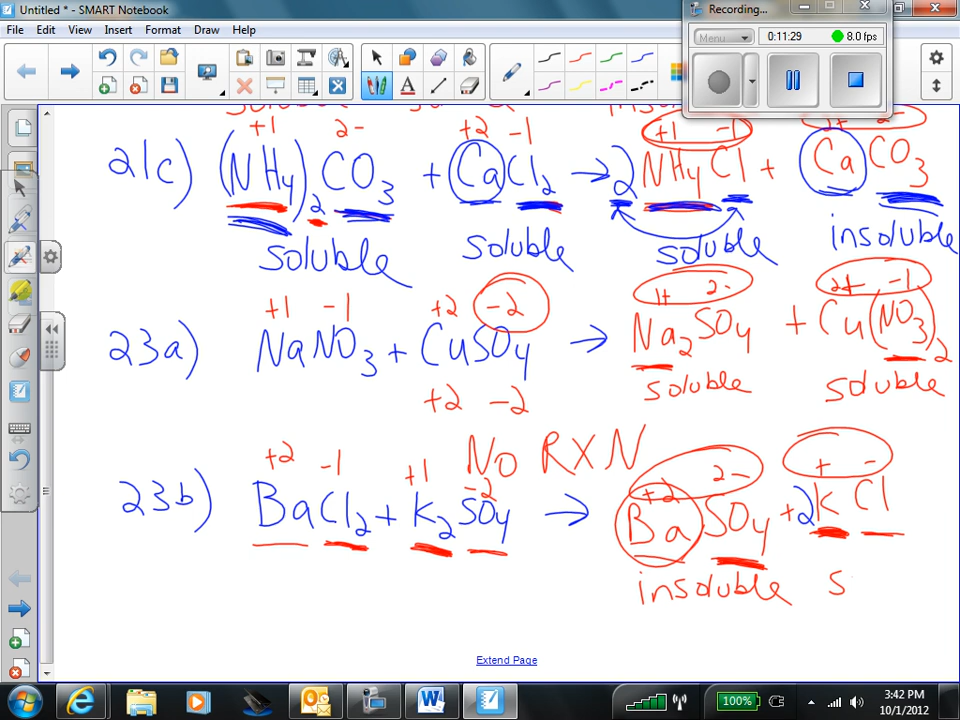 Untitled * - SMART Notebook
Recording...
File Edit View Insert Format Draw Help
Menu 0:11:29 8.0 fps
+1 2- +2 -1 +1 -1 2+ 2-
21c) (NH4)2CO3 + CaCl2 → 2NH4Cl + CaCO3
soluble soluble soluble insoluble
+1 -1 +2 -2 1+ 2- 2+ -1
23a) NaNO3 + CuSO4 → Na2SO4 + Cu(NO3)2
soluble soluble
+2 -2
No RXN
+2 -1 +1 -2 +2 2- + -
23b) BaCl2 + K2SO4 → BaSO4 + 2KCl
insoluble s
Extend Page
100%
3:42 PM
10/1/2012